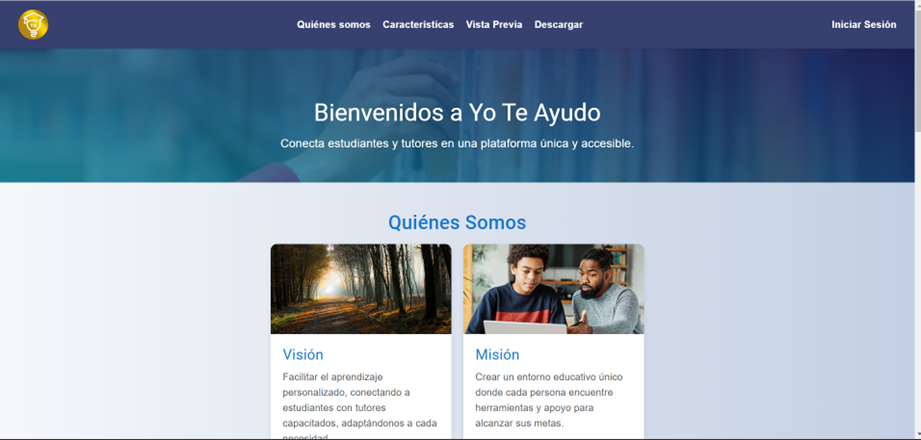 Quiénes somos Características Vista Previa Descargar Iniciar Sesión
Bienvenidos a Yo Te Ayudo
Conecta estudiantes y tutores en una plataforma única y accesible.
Quiénes Somos
Visión
Facilitar el aprendizaje
personalizado, conectando a
estudiantes con tutores
capacitados, adaptándonos a cada
necesidad
Misión
Crear un entorno educativo único
donde cada persona encuentre
herramientas y apoyo para
alcanzar sus metas.